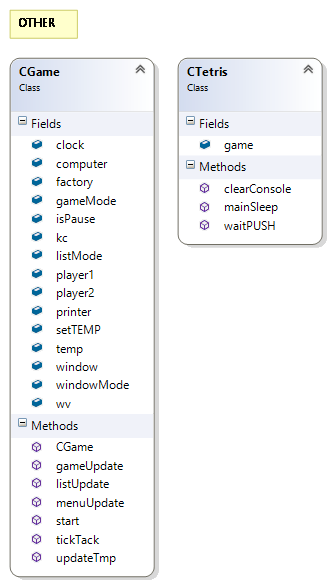 OTHER
CGame
Class
Fields
clock
computer
factory
gameMode
isPause
kc
listMode
player1
player2
printer
setTEMP
temp
window
windowMode
wv
Methods
CGame
gameUpdate
listUpdate
menuUpdate
start
tickTack
updateTmp
CTetris
Class
Fields
game
Methods
clearConsole
mainSleep
waitPUSH